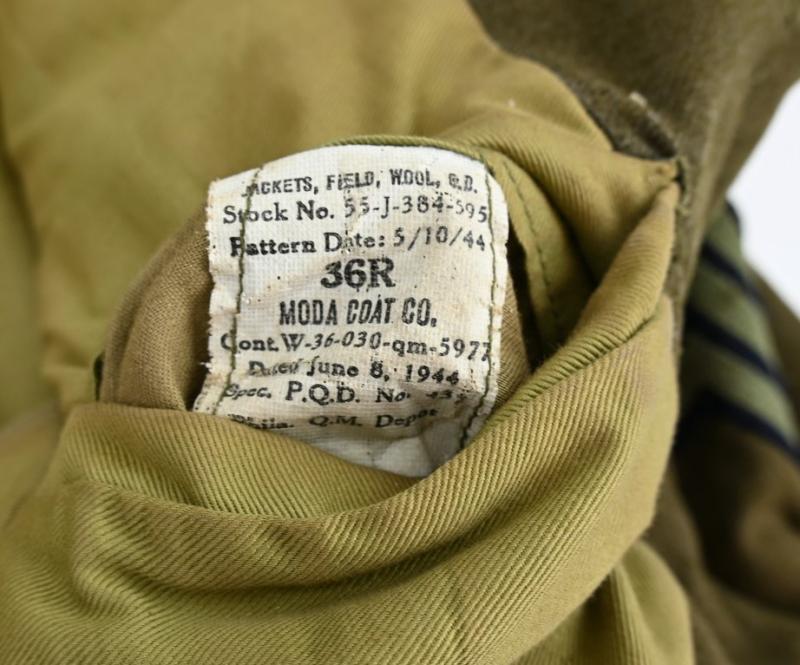 JACKETS, FIELD, WOOL, O.D.
Stock No. 55-J-384-595
Pattern Date: 5/10/44
36R
MODA COAT CO.
Cont. W-36-030-qm-5977
Dated June 8, 1944
Spec. P.Q.D. No.
Phila. Q.M. Depot